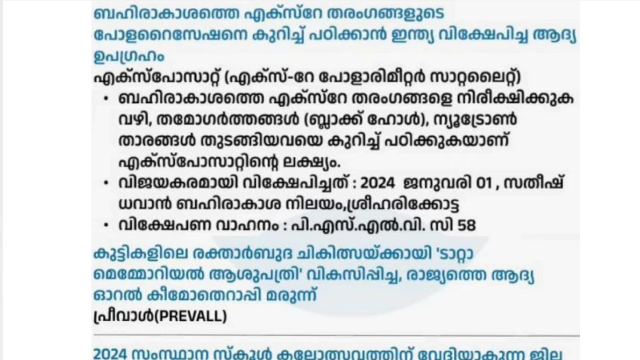 ബഹിരാകാശത്തെ എക്സ്റേ തരംഗങ്ങളുടെ
പോളറൈസേഷനെ കുറിച്ച് പഠിക്കാൻ ഇന്ത്യ വിക്ഷേപിച്ച ആദ്യ
ഉപഗ്രഹം
എക്സ്പോസാറ്റ് (എക്സ്-റേ പോളാരിമീറ്റർ സാറ്റലൈറ്റ്)
• ബഹിരാകാശത്തെ എക്സ്റേ തരംഗങ്ങളെ നിരീക്ഷിക്കുക
വഴി, തമോഗർത്തങ്ങൾ (ബ്ലാക്ക് ഹോൾ), ന്യൂട്രോൺ
താരങ്ങൾ തുടങ്ങിയവയെ കുറിച്ച് പഠിക്കുകയാണ്
എക്സ്പോസാറ്റിന്റെ ലക്ഷ്യം.
• വിജയകരമായി വിക്ഷേപിച്ചത് : 2024 ജനുവരി 01 , സതീഷ്
ധവാൻ ബഹിരാകാശ നിലയം,ശ്രീഹരിക്കോട്ട
• വിക്ഷേപണ വാഹനം : പി.എസ്.എൽ.വി. സി 58
കുട്ടികളിലെ രക്താർബുദ ചികിത്സയ്ക്കായി 'ടാറ്റാ
മെമ്മോറിയൽ ആശുപത്രി' വികസിപ്പിച്ച, രാജ്യത്തെ ആദ്യ
ഓറൽ കീമോതെറാപ്പി മരുന്ന്
പ്രീവാൾ(PREVALL)
2024 സംസ്ഥാന സ്കൂൾ കലോത്സവത്തിന് വേദിയാകുന്ന ജില്ല